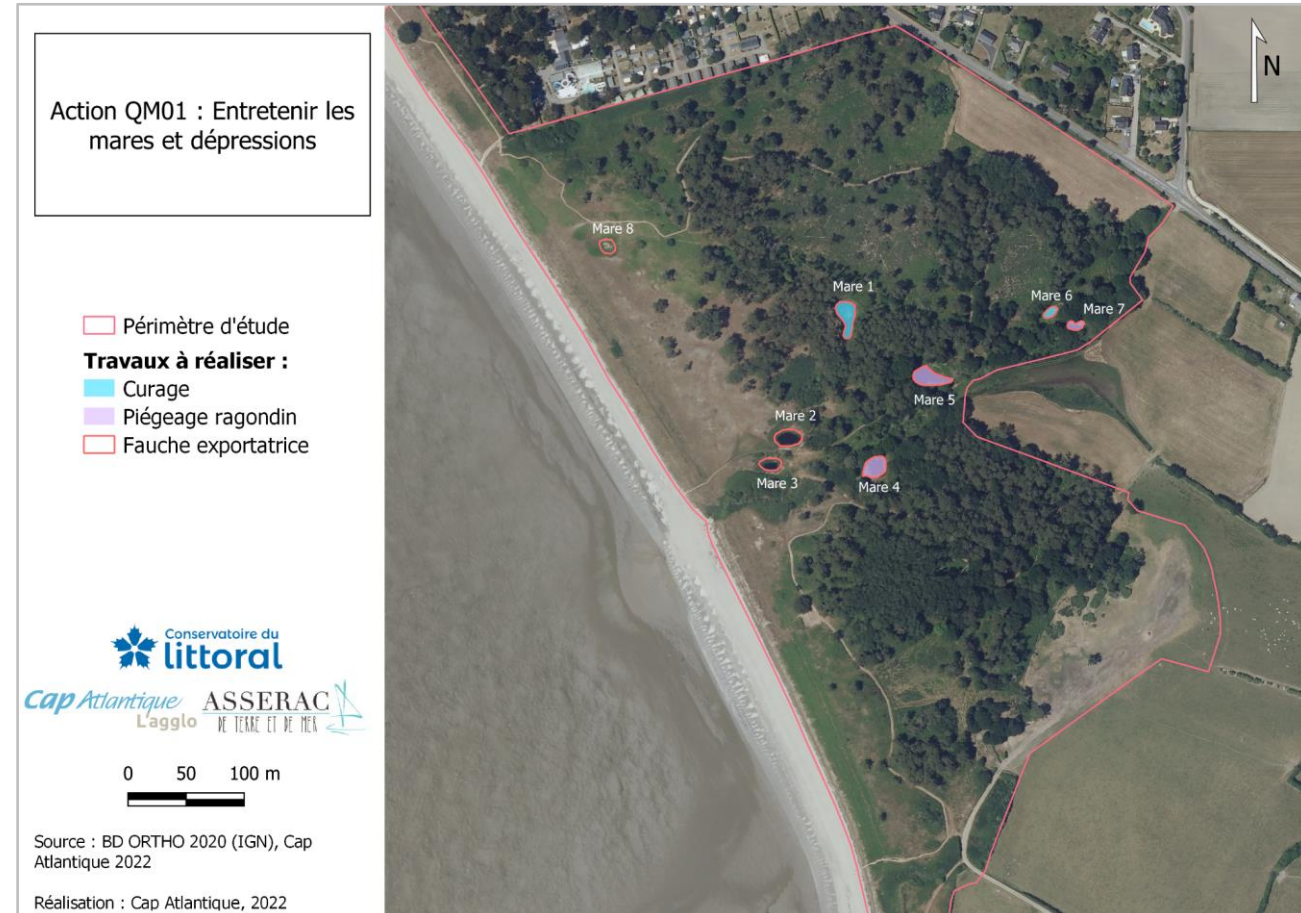 Action QM01 : Entretenir les
mares et dépressions
Périmètre d'étude
Travaux à réaliser :
Curage
Piégeage ragondin
Fauche exportatrice
Conservatoire du
littoral
Cap Atlantique
L'agglo
ASSERAC
DE TERRE ET DE MER
0 50 100 m
Source : BD ORTHO 2020 (IGN), Cap
Atlantique 2022
Réalisation : Cap Atlantique, 2022
N
Mare 8
Mare 1
Mare 6
Mare 7
Mare 5
Mare 2
Mare 3
Mare 4